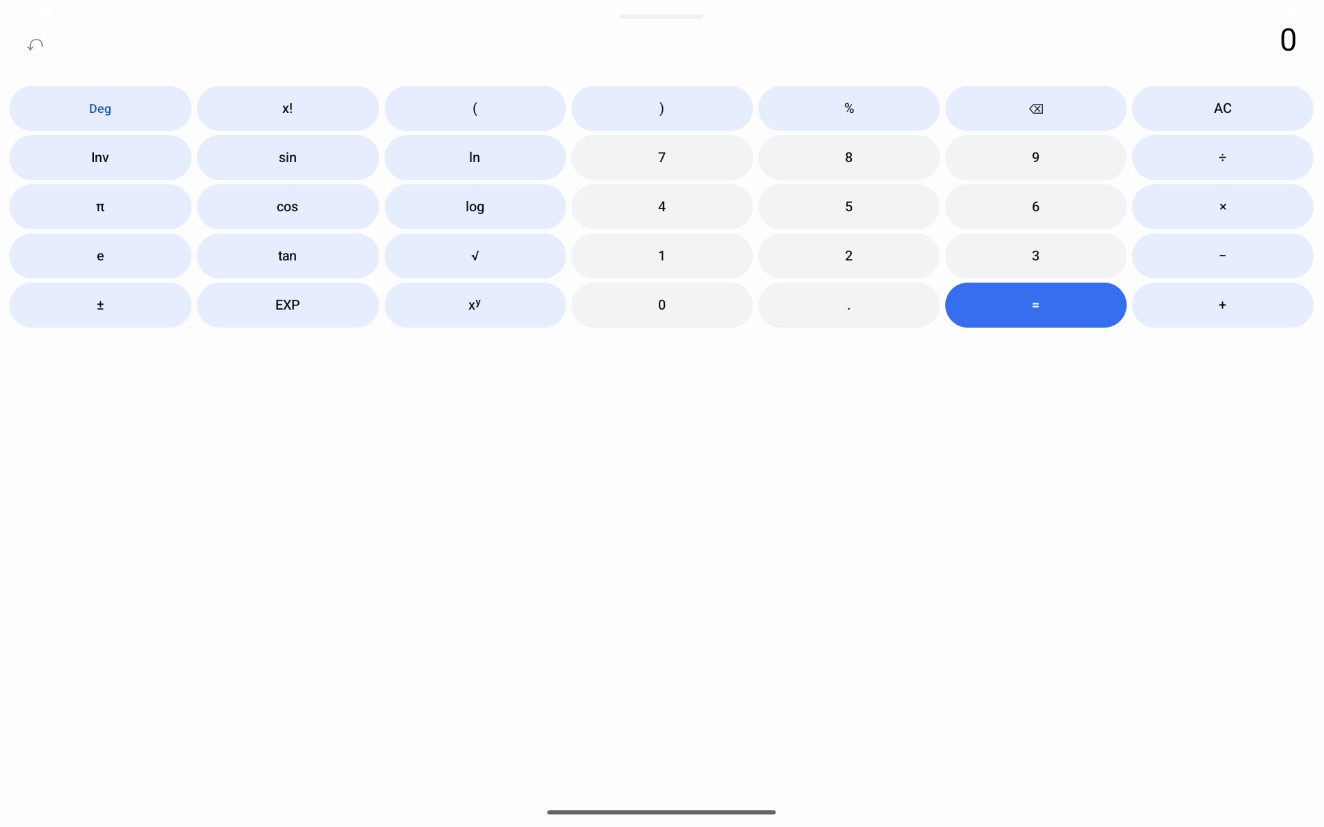 0
Deg x! ( ) % ⌫ AC
Inv sin ln 7 8 9 ÷
π cos log 4 5 6 ×
e tan √ 1 2 3 −
± EXP xʸ 0 . = +